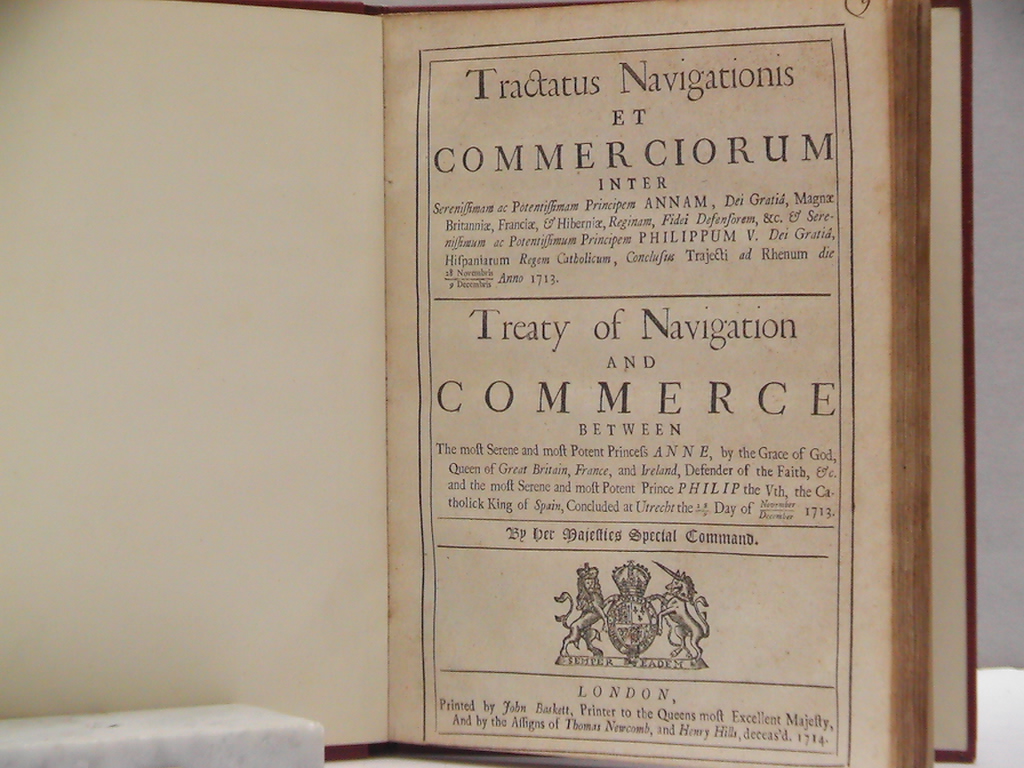 Tractatus Navigationis
ET
COMMERCIORUM
INTER
Sereniſſimam ac Potentiſſimam Principem ANNAM, Dei Gratiâ, Magnæ
Britanniæ, Franciæ, & Hiberniæ, Reginam, Fidei Defenſorem, &c. & Sere-
niſſimum ac Potentiſſimum Principem PHILIPPUM V. Dei Gratiâ,
Hiſpaniarum Regem Catholicum, Concluſus Trajecti ad Rhenum die
28 Novembris / 9 Decembris Anno 1713.
Treaty of Navigation
AND
COMMERCE
BETWEEN
The moſt Serene and moſt Potent Princeſs ANNE, by the Grace of God,
Queen of Great Britain, France, and Ireland, Defender of the Faith, &c.
and the moſt Serene and moſt Potent Prince PHILIP the Vth, the Ca-
tholick King of Spain, Concluded at Utrecht the 28/9 Day of November / December 1713.
By Her Majeſties Special Command.
SEMPER EADEM
LONDON,
Printed by John Baskett, Printer to the Queens moſt Excellent Majeſty,
And by the Aſſigns of Thomas Newcomb, and Henry Hills, deceas'd. 1714.